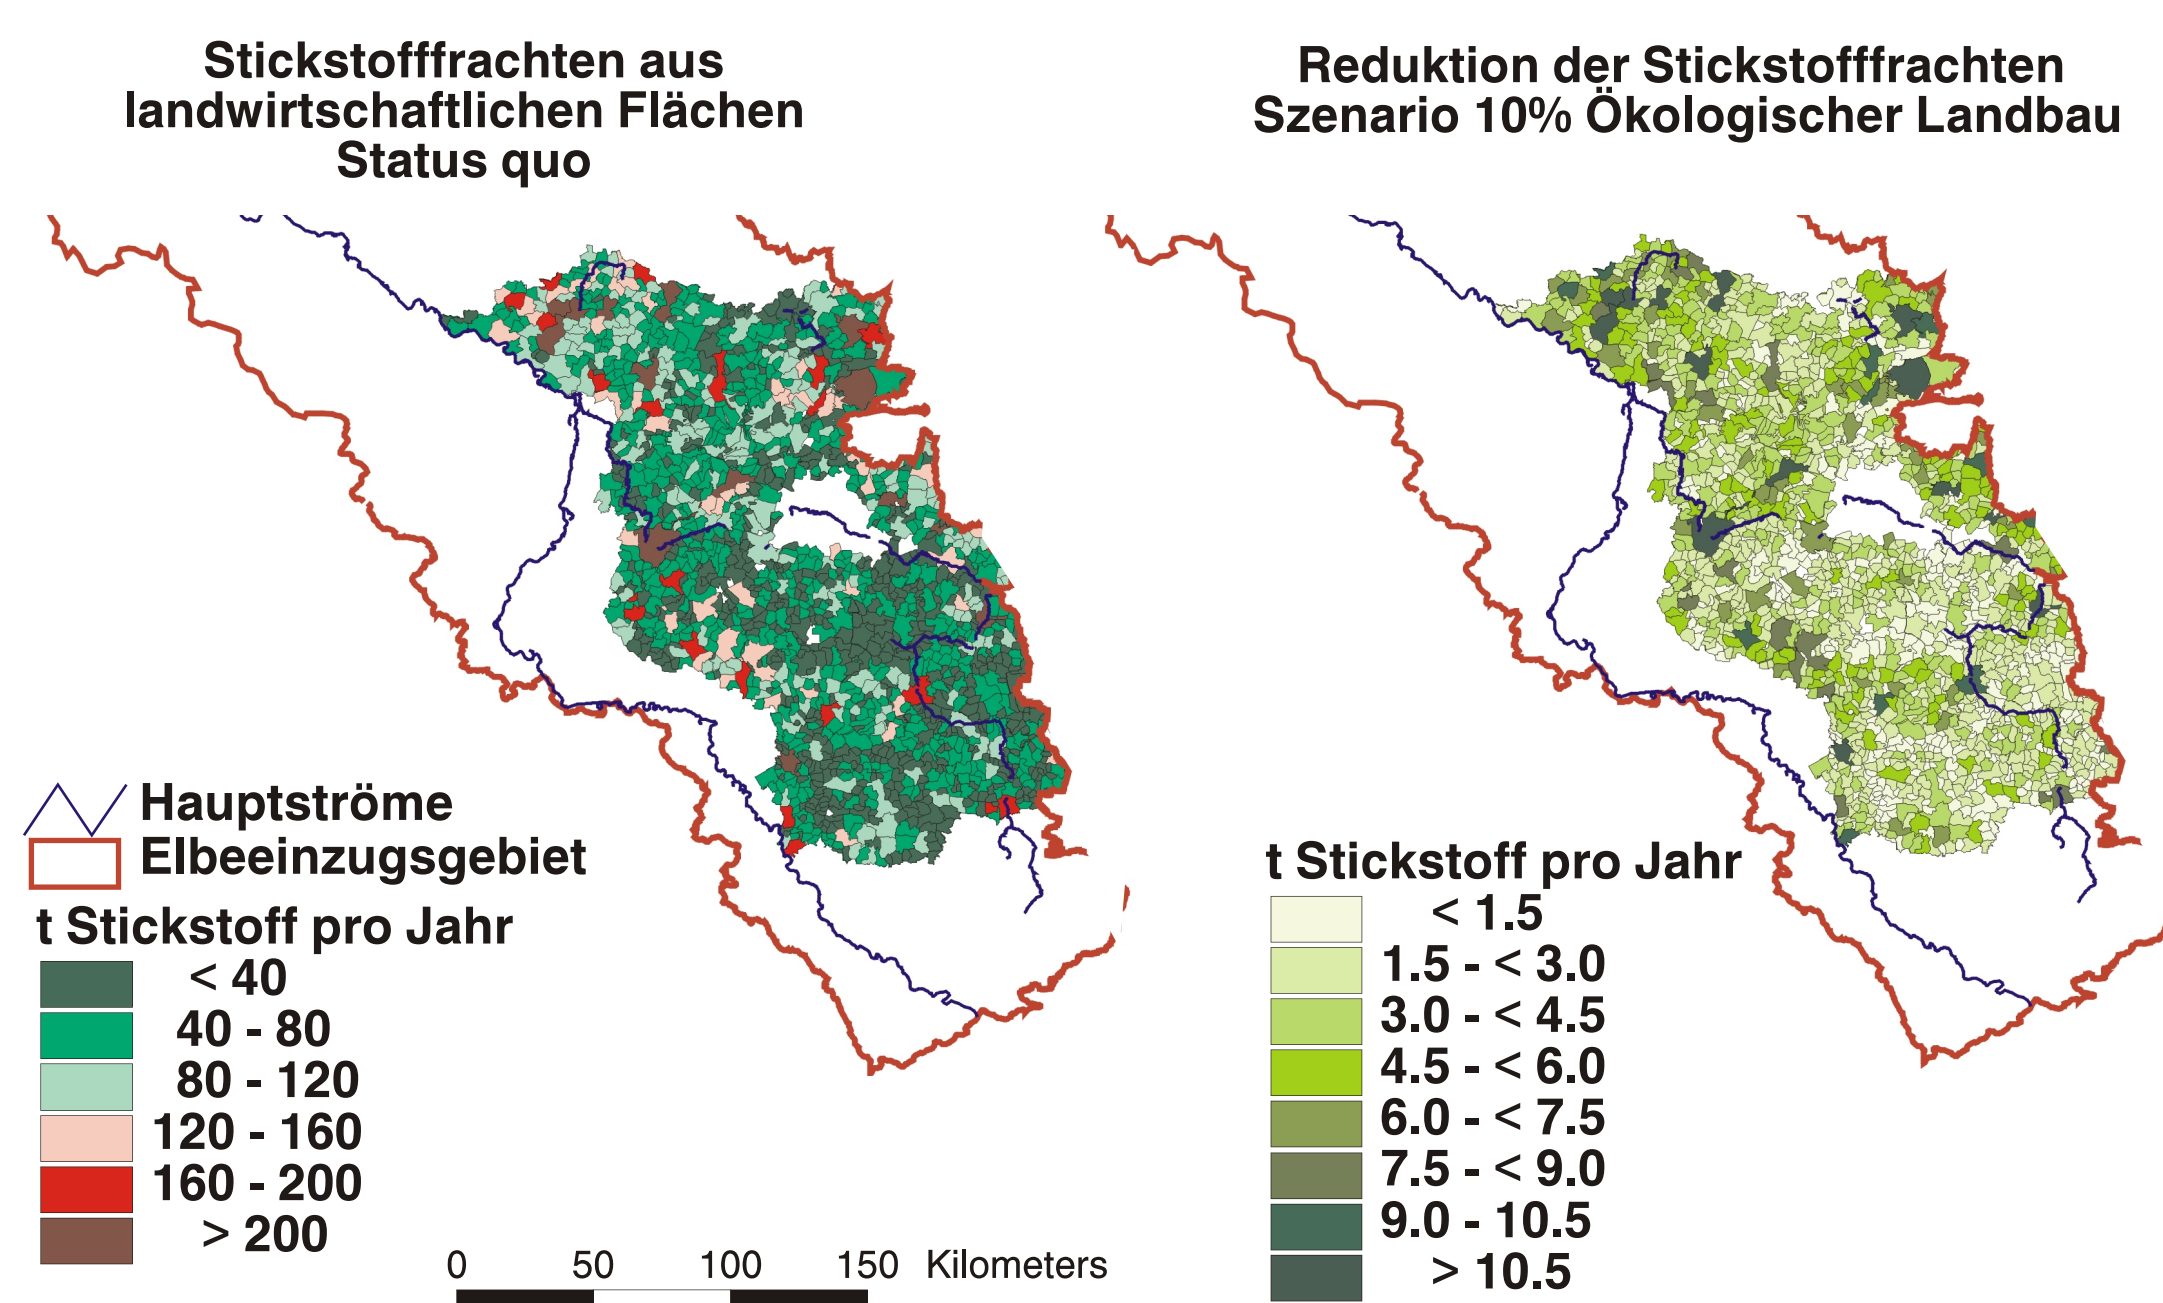 Stickstofffrachten aus
landwirtschaftlichen Flächen
Status quo
Reduktion der Stickstofffrachten
Szenario 10% Ökologischer Landbau
Hauptströme
Elbeeinzugsgebiet
t Stickstoff pro Jahr
< 40
40 - 80
80 - 120
120 - 160
160 - 200
> 200
0 50 100 150 Kilometers
t Stickstoff pro Jahr
< 1.5
1.5 - < 3.0
3.0 - < 4.5
4.5 - < 6.0
6.0 - < 7.5
7.5 - < 9.0
9.0 - 10.5
> 10.5